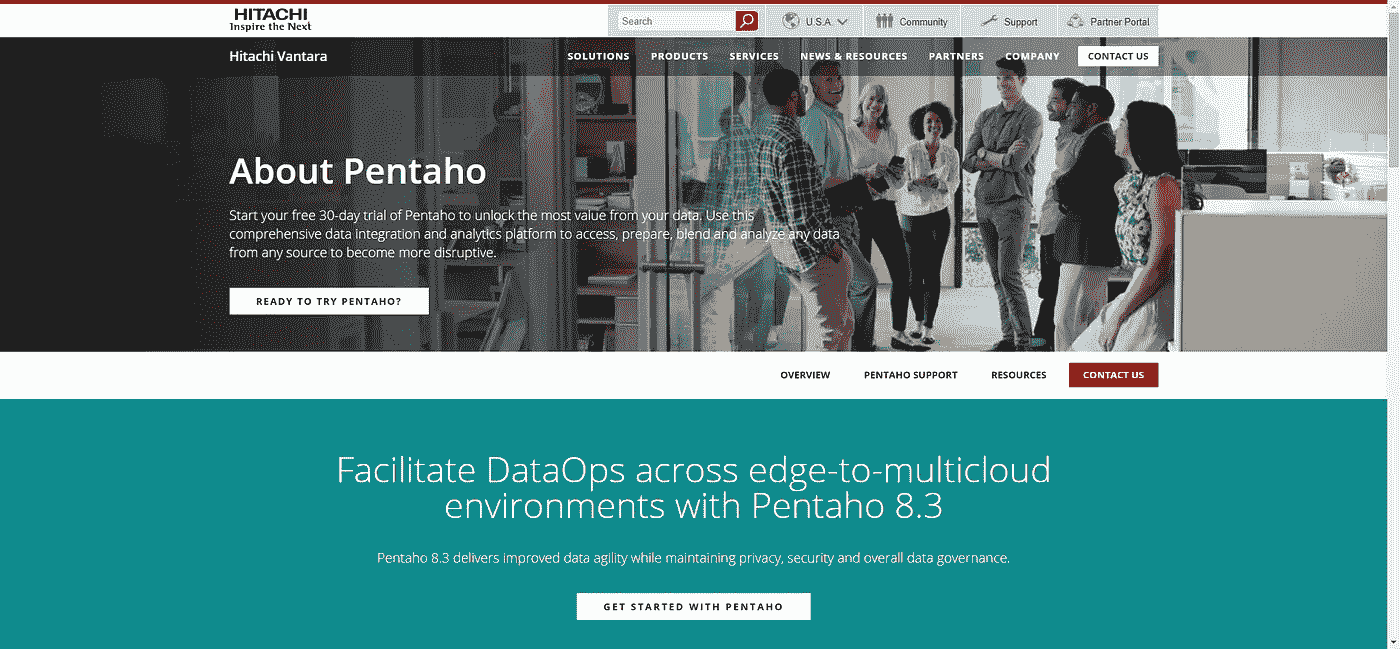 HITACHI
Inspire the Next
Search
U.S.A.
Community
Support
Partner Portal
Hitachi Vantara
SOLUTIONS
PRODUCTS
SERVICES
NEWS & RESOURCES
PARTNERS
COMPANY
CONTACT US
About Pentaho
Start your free 30-day trial of Pentaho to unlock the most value from your data. Use this
comprehensive data integration and analytics platform to access, prepare, blend and analyze any data
from any source to become more disruptive.
READY TO TRY PENTAHO?
OVERVIEW
PENTAHO SUPPORT
RESOURCES
CONTACT US
Facilitate DataOps across edge-to-multicloud
environments with Pentaho 8.3
Pentaho 8.3 delivers improved data agility while maintaining privacy, security and overall data governance.
GET STARTED WITH PENTAHO